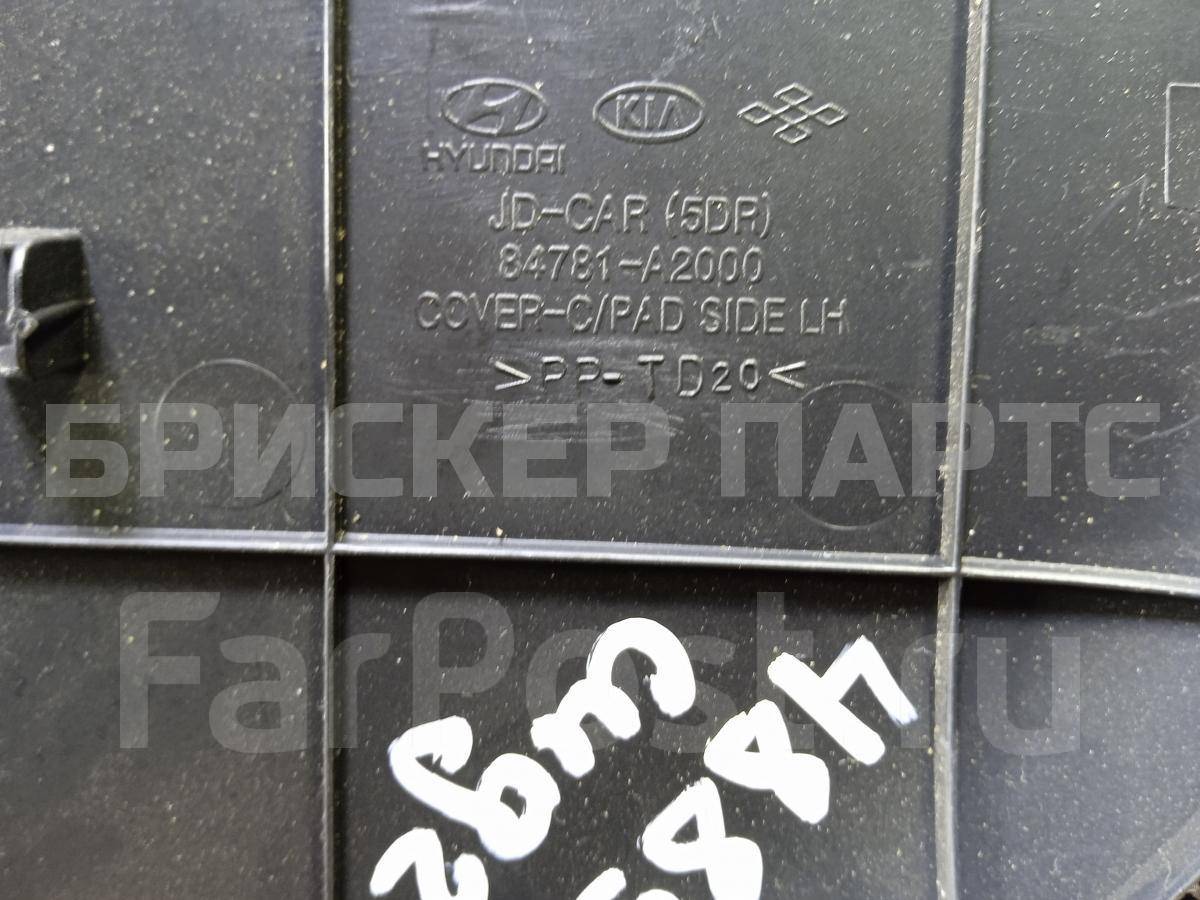 HYUNDAI KIA
JD-CAR (5DR)
84781-A2000
COVER-C/PAD SIDE LH
>PP-TD20<
БРИСКЕР ПАРТС
FarPost.ru